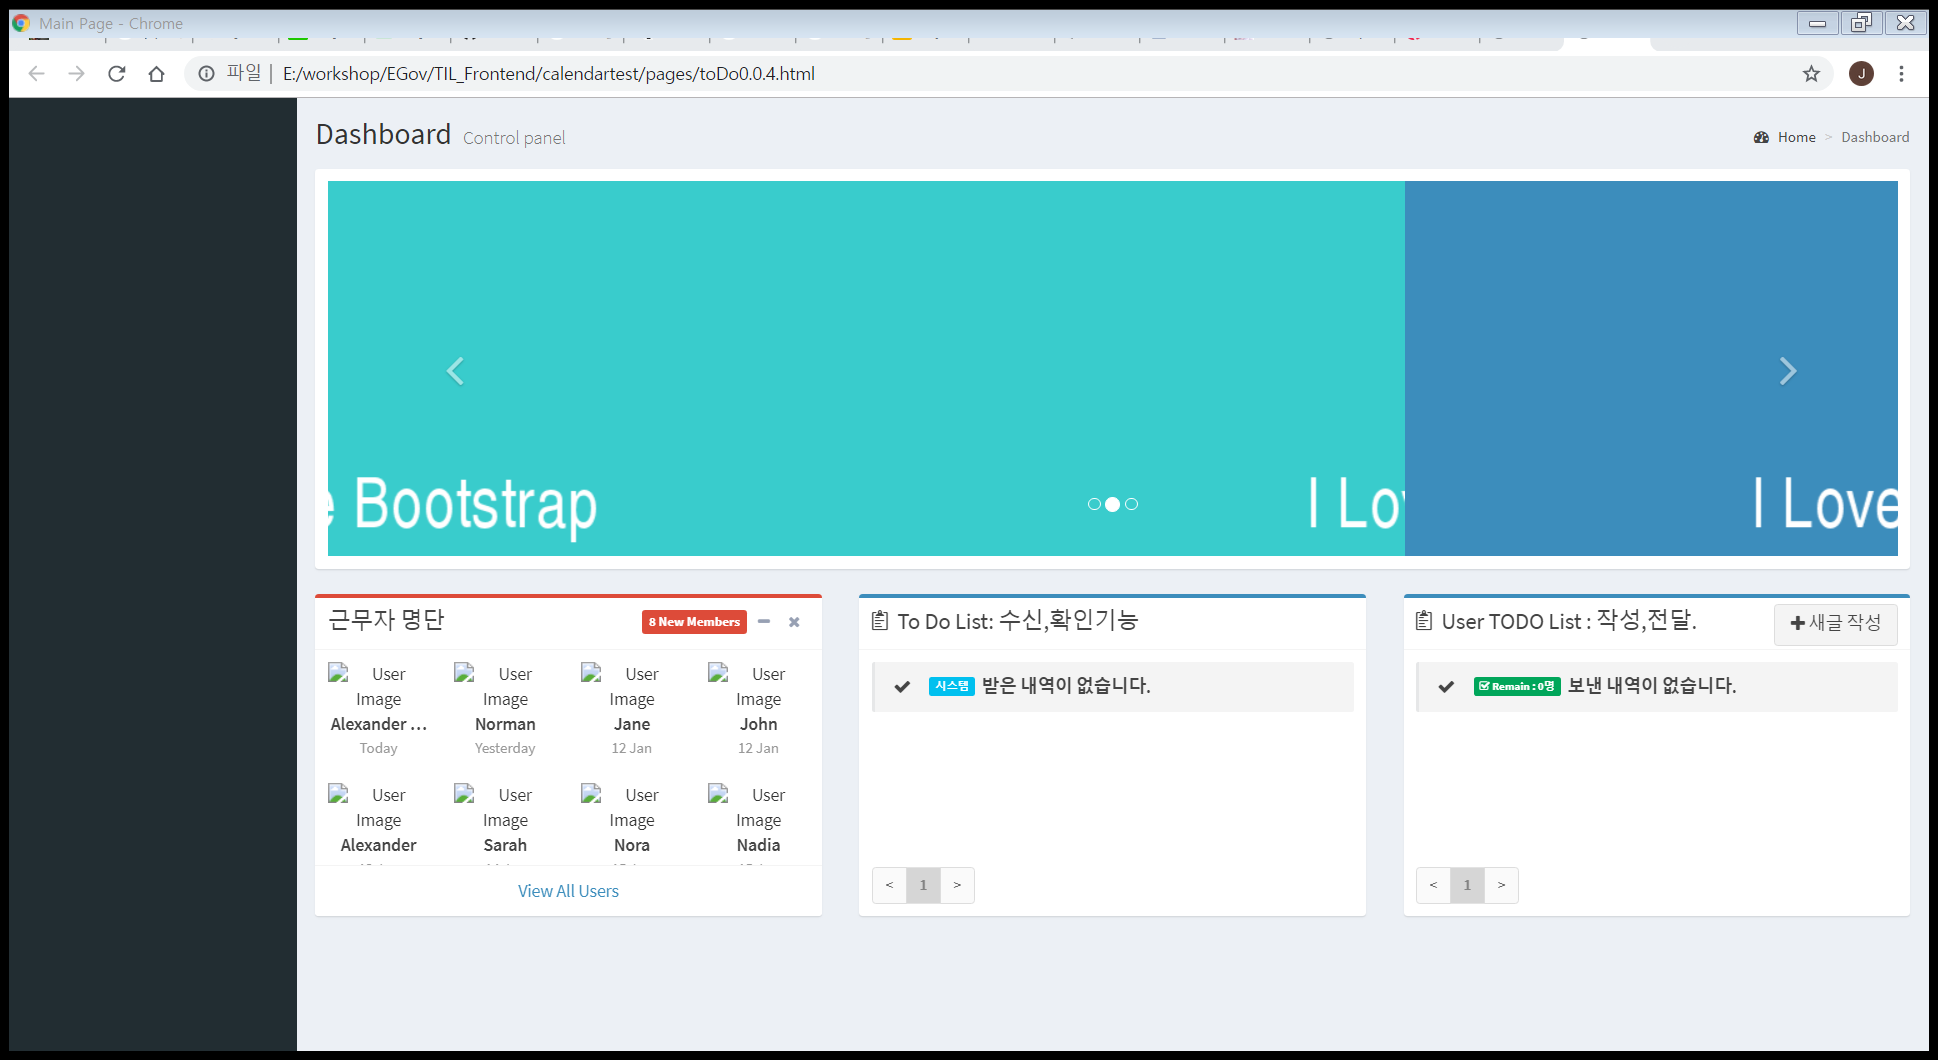 Main Page - Chrome
파일 | E:/workshop/EGov/TIL_Frontend/calendartest/pages/toDo0.0.4.html
J
Dashboard Control panel
Home > Dashboard
e Bootstrap
I Lov
I Love
근무자 명단
8 New Members
User Image
Alexander ...
Today
User Image
Norman
Yesterday
User Image
Jane
12 Jan
User Image
John
12 Jan
User Image
Alexander
User Image
Sarah
User Image
Nora
User Image
Nadia
View All Users
To Do List: 수신,확인기능
시스템 받은 내역이 없습니다.
< 1 >
User TODO List : 작성,전달.
새글 작성
Remain : 0명 보낸 내역이 없습니다.
< 1 >